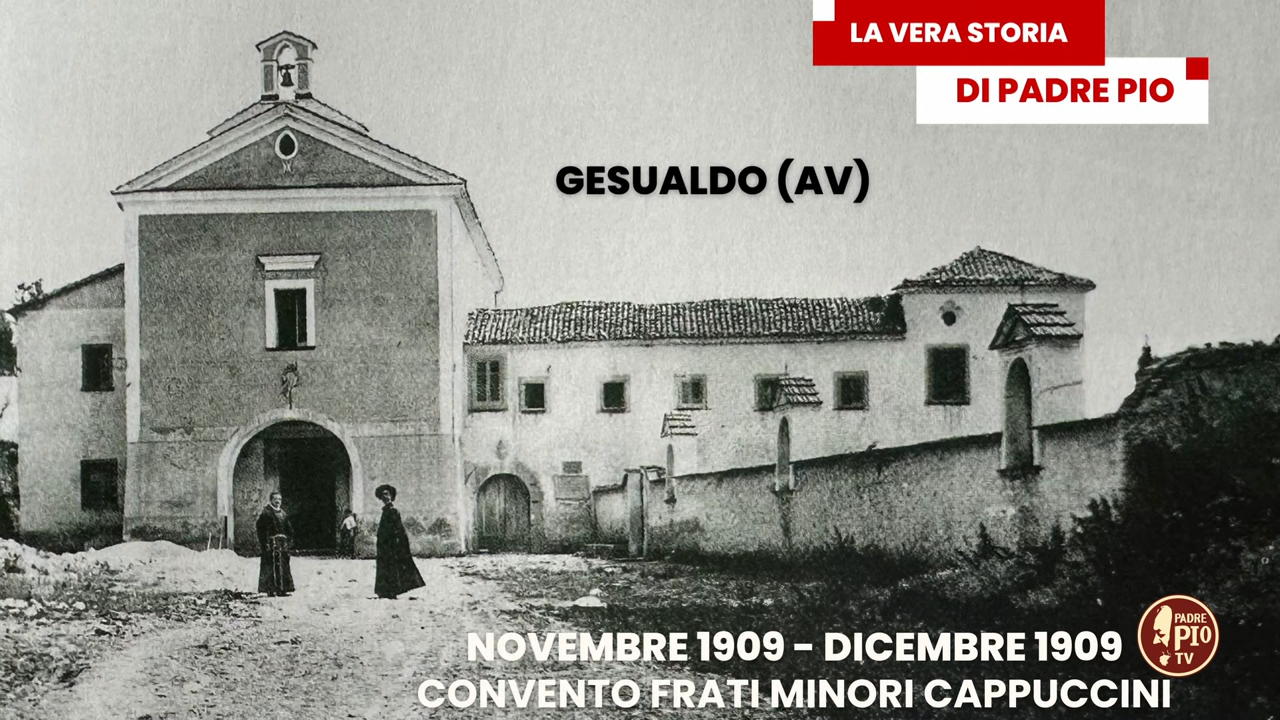 LA VERA STORIA
DI PADRE PIO
GESUALDO (AV)
NOVEMBRE 1909 - DICEMBRE 1909
CONVENTO FRATI MINORI CAPPUCCINI
PADRE
PIO
TV